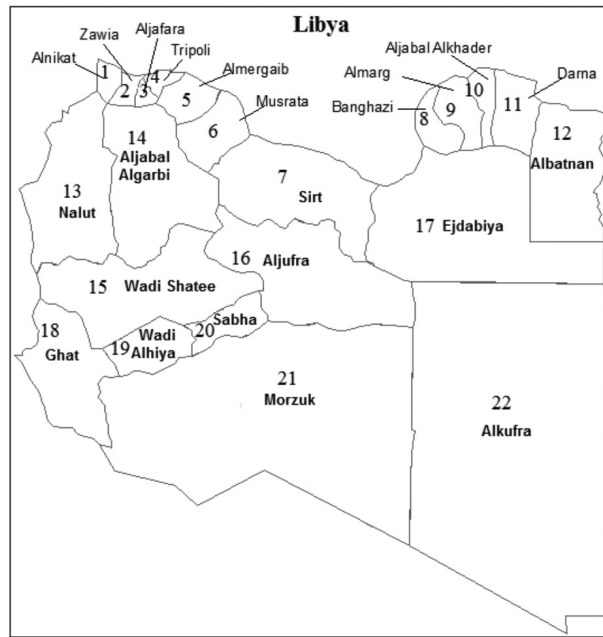 Libya
Aljafara
Zawia
Tripoli
Alnikat
Almergaib
Musrata
Aljabal Alkhader
Almarg
Darna
Banghazi
1
2
3
4
5
6
8
9
10
11
12
Albatnan
14
Aljabal
Algarbi
13
Nalut
7
Sirt
17 Ejdabiya
16
Aljufra
15
Wadi Shatee
18
Ghat
19
Wadi
Alhiya
20
Sabha
21
Morzuk
22
Alkufra